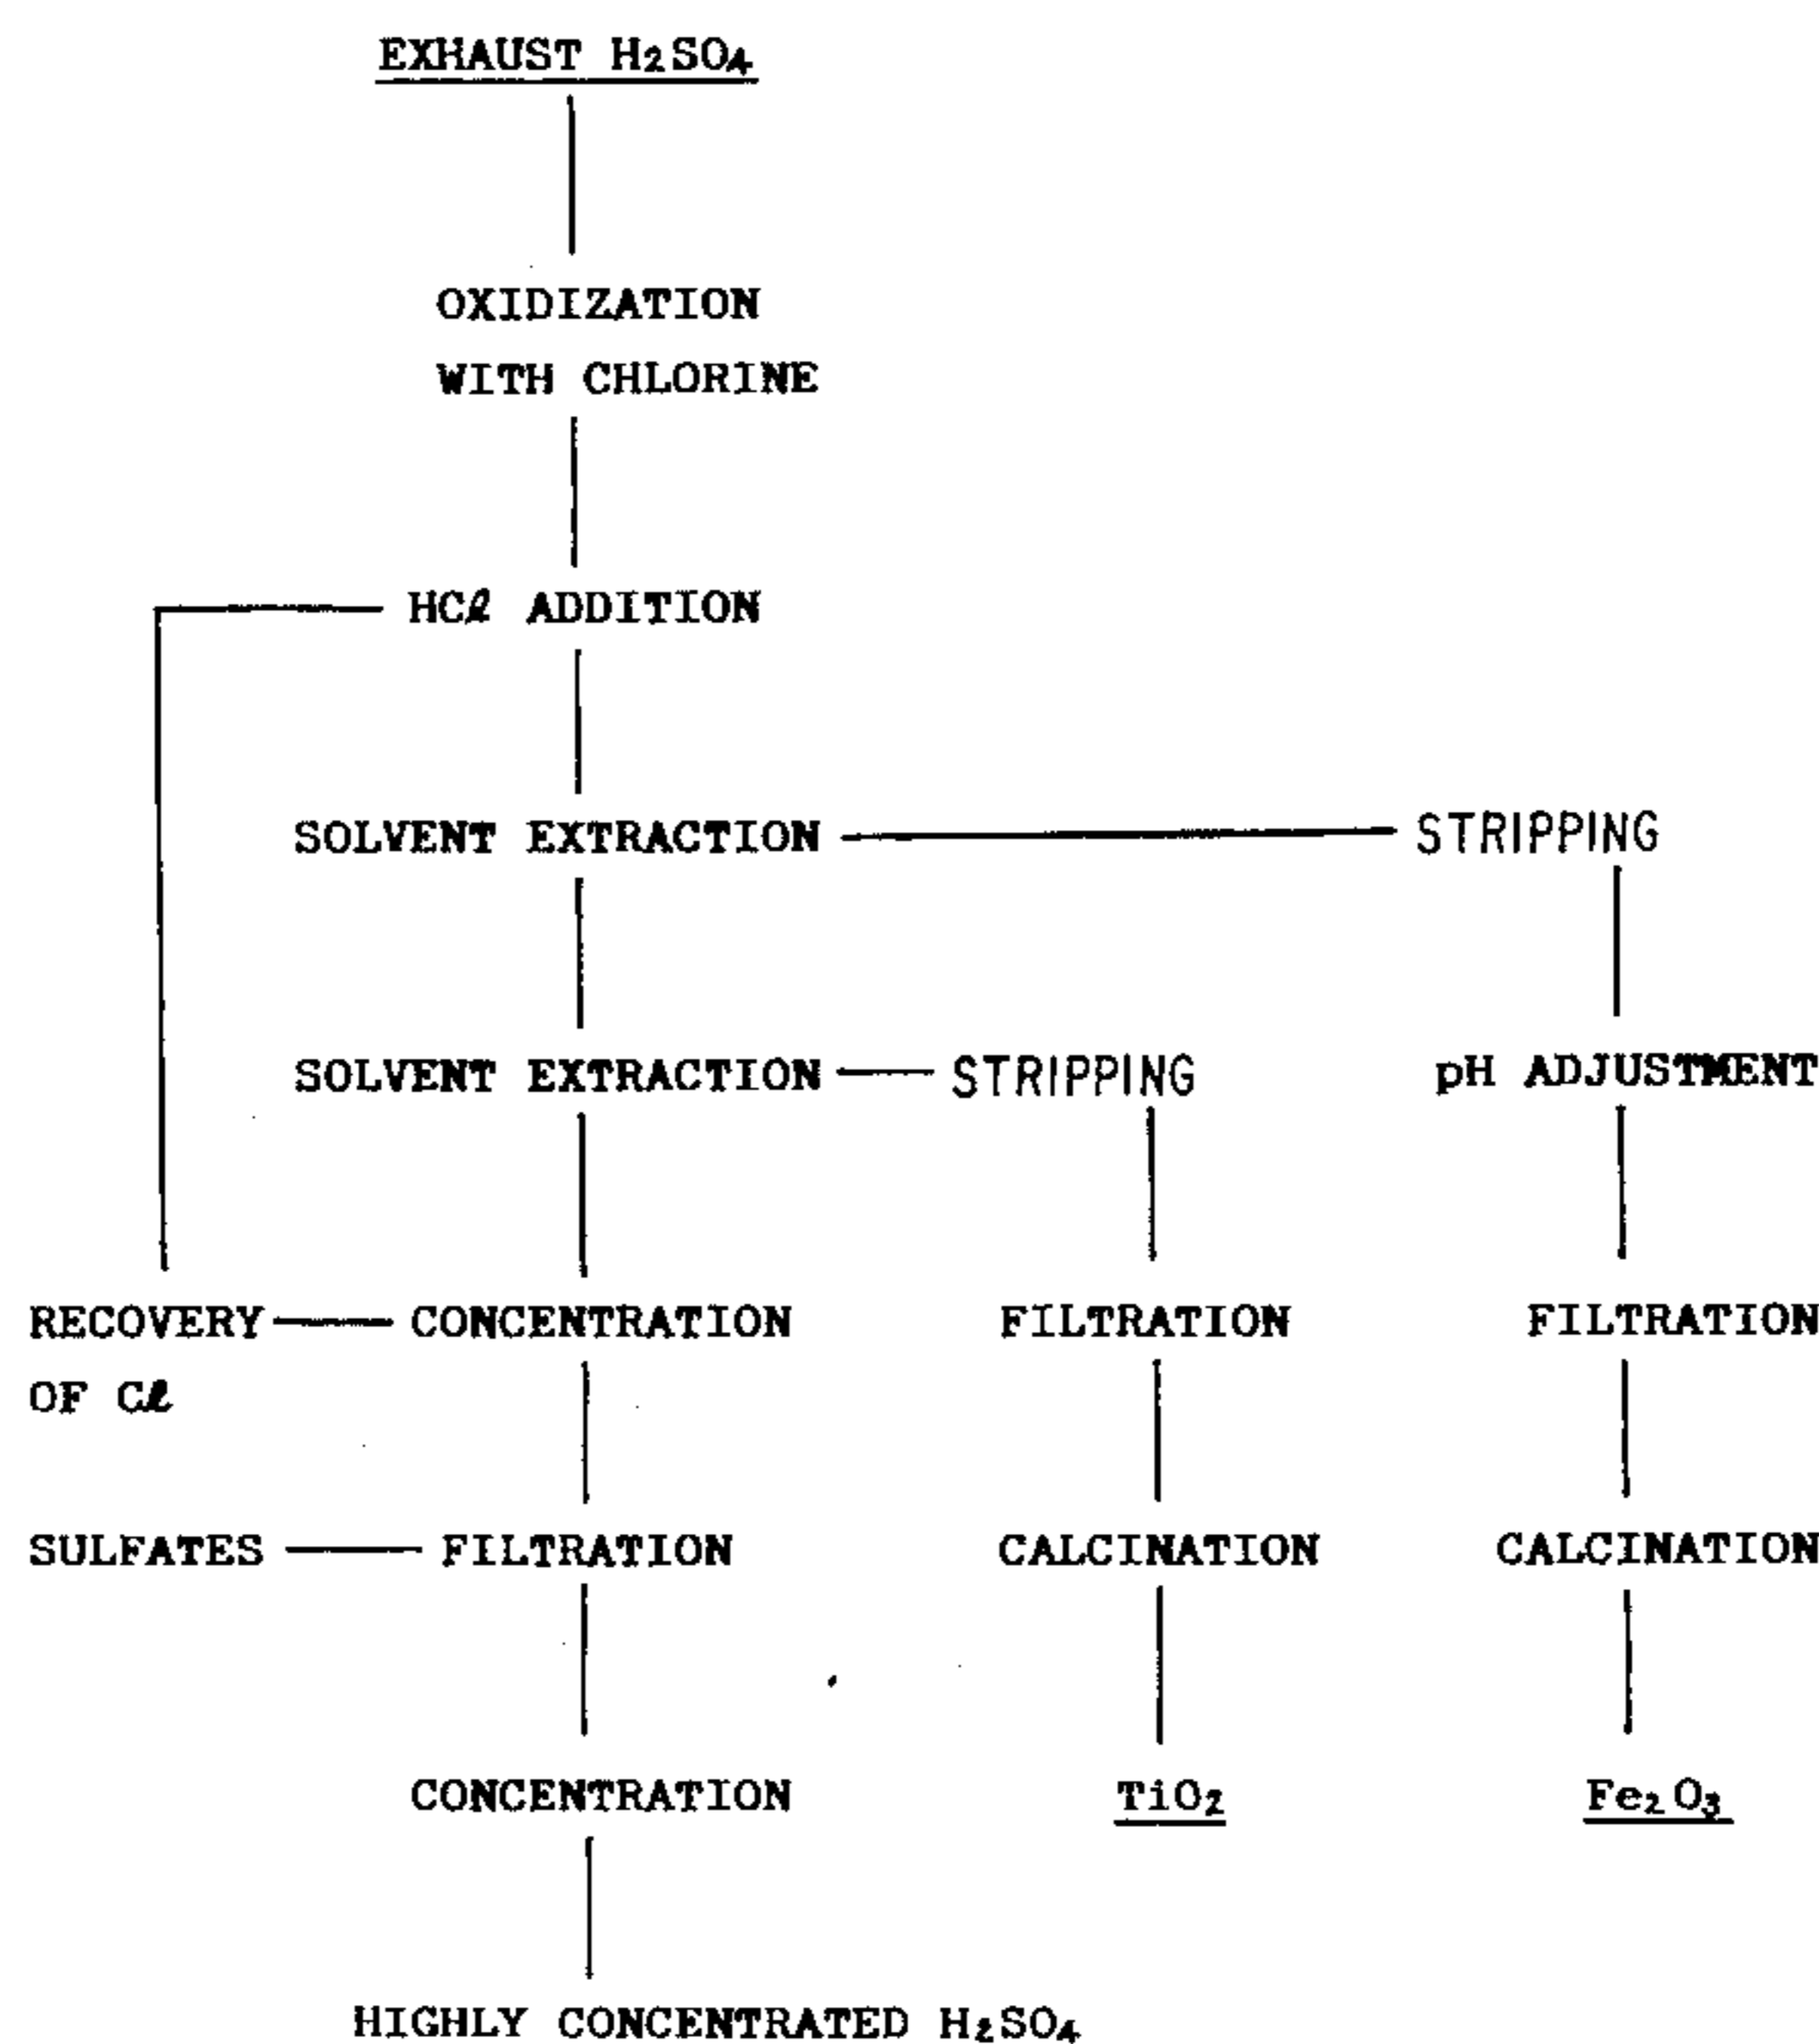 EXHAUST H₂SO₄
OXIDIZATION
WITH CHLORINE
HCℓ ADDITION
SOLVENT EXTRACTION
STRIPPING
SOLVENT EXTRACTION
STRIPPING
pH ADJUSTMENT
RECOVERY
OF Cℓ
CONCENTRATION
FILTRATION
FILTRATION
SULFATES
FILTRATION
CALCINATION
CALCINATION
CONCENTRATION
TiO₂
Fe₂O₃
HIGHLY CONCENTRATED H₂SO₄